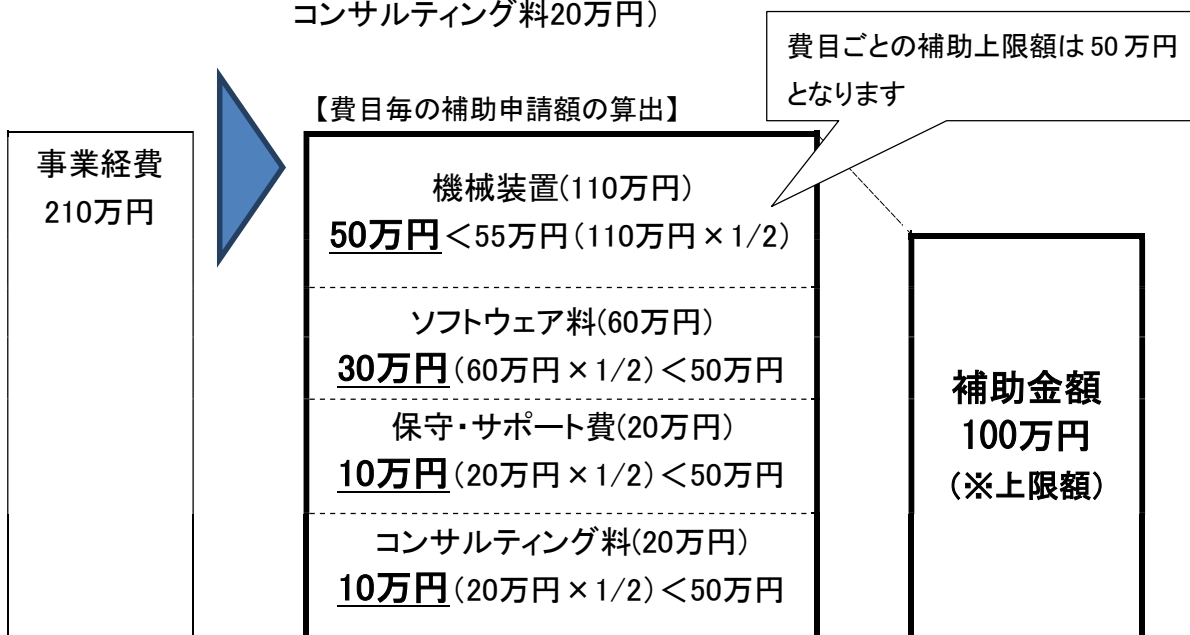 コンサルティング料20万円)
費目ごとの補助上限額は50万円
となります
【費目毎の補助申請額の算出】
事業経費
210万円
機械装置(110万円)
50万円＜55万円(110万円×1/2)
ソフトウェア料(60万円)
30万円(60万円×1/2)＜50万円
保守・サポート費(20万円)
10万円(20万円×1/2)＜50万円
コンサルティング料(20万円)
10万円(20万円×1/2)＜50万円
補助金額
100万円
(※上限額)